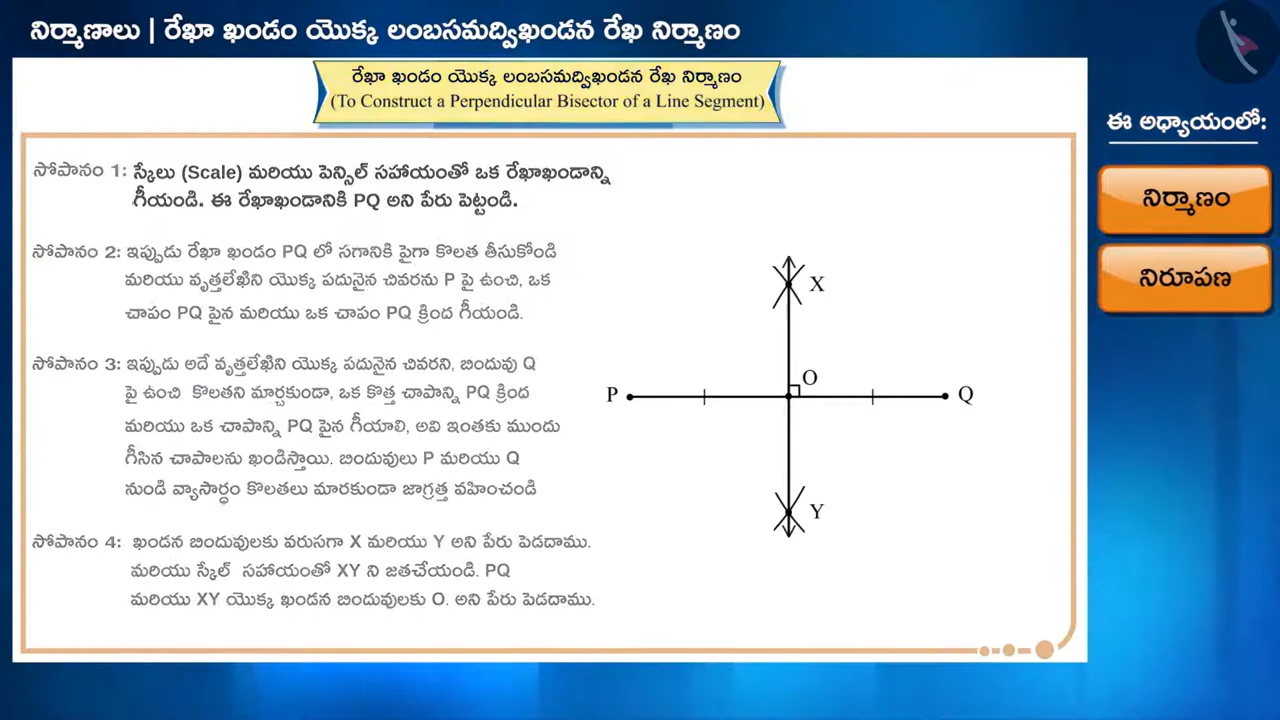 నిర్మాణాలు | రేఖా ఖండం యొక్క లంబసమద్విఖండన రేఖ నిర్మాణం
రేఖా ఖండం యొక్క లంబసమద్విఖండన రేఖ నిర్మాణం
(To Construct a Perpendicular Bisector of a Line Segment)
సోపానం 1: స్కేలు (Scale) మరియు పెన్సిల్ సహాయంతో ఒక రేఖాఖండాన్ని
గీయండి. ఈ రేఖాఖండానికి PQ అని పేరు పెట్టండి.
సోపానం 2: ఇప్పుడు రేఖా ఖండం PQ లో సగానికి పైగా కొలత తీసుకోండి
మరియు వృత్తలేఖిని యొక్క పదునైన చివరను P పై ఉంచి, ఒక
చాపం PQ పైన మరియు ఒక చాపం PQ క్రింద గీయండి.
సోపానం 3: ఇప్పుడు అదే వృత్తలేఖిని యొక్క పదునైన చివరని, బిందువు Q
పై ఉంచి కొలతని మార్చకుండా, ఒక కొత్త చాపాన్ని PQ క్రింద
మరియు ఒక చాపాన్ని PQ పైన గీయాలి, అవి ఇంతకు ముందు
గీసిన చాపాలను ఖండిస్తాయి. బిందువులు P మరియు Q
నుండి వ్యాసార్ధం కొలతలు మారకుండా జాగ్రత్త వహించండి
సోపానం 4: ఖండన బిందువులకు వరుసగా X మరియు Y అని పేరు పెడదాము.
మరియు స్కేల్ సహాయంతో XY ని జతచేయండి. PQ
మరియు XY యొక్క ఖండన బిందువులకు O. అని పేరు పెడదాము.
X
O
P
Q
Y
ఈ అధ్యాయంలో:
నిర్మాణం
నిరూపణ